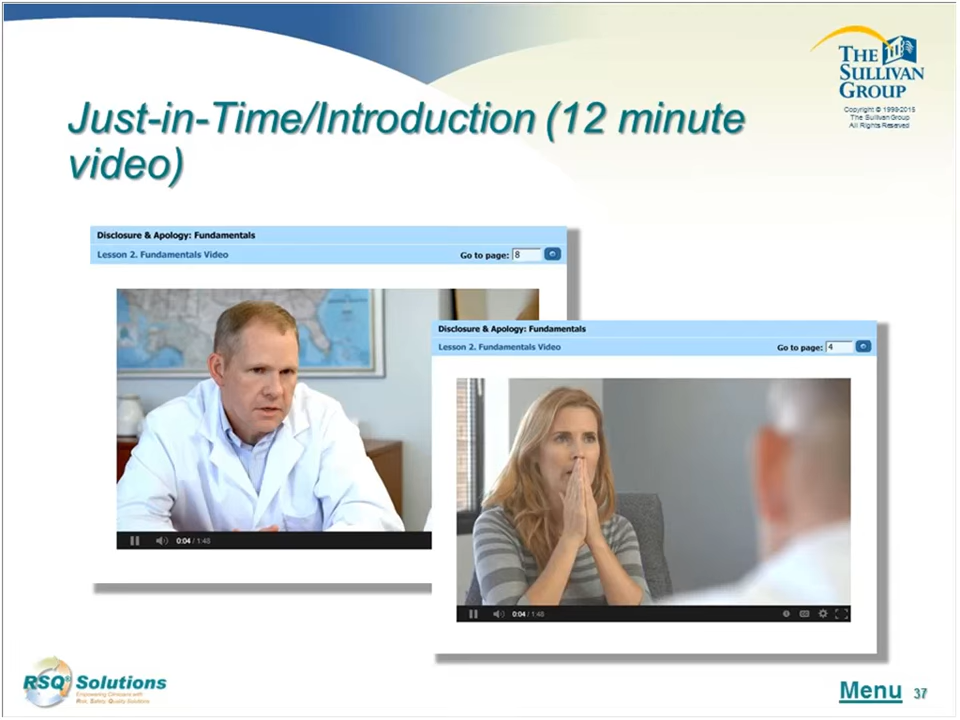 THE
SULLIVAN
GROUP
Copyright © 1998-2015
The Sullivan Group
All Rights Reserved
Just-in-Time/Introduction (12 minute
video)
Disclosure & Apology: Fundamentals
Lesson 2. Fundamentals Video
Go to page: 8
0:04 / 1:48
Disclosure & Apology: Fundamentals
Lesson 2. Fundamentals Video
Go to page: 4
0:04 / 1:48
RSQ® Solutions
Empowering Clinicians with
Risk, Safety, Quality Solutions
Menu 37